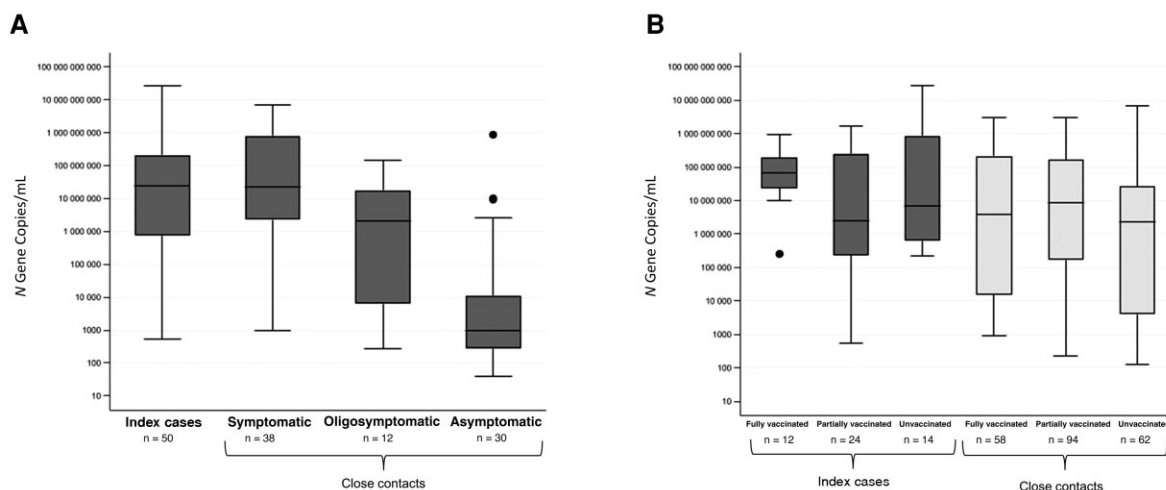 A
N Gene Copies/mL
100 000 000 000
10 000 000 000
1 000 000 000
100 000 000
10 000 000
1 000 000
100 000
10 000
1000
100
10
Index cases Symptomatic Oligosymptomatic Asymptomatic
n = 50 n = 38 n = 12 n = 30
Close contacts
B
N Gene Copies/mL
100 000 000 000
10 000 000 000
1 000 000 000
100 000 000
10 000 000
1 000 000
100 000
10 000
1000
100
10
Fully vaccinated Partially vaccinated Unvaccinated Fully vaccinated Partially vaccinated Unvaccinated
n = 12 n = 24 n = 14 n = 58 n = 94 n = 62
Index cases Close contacts